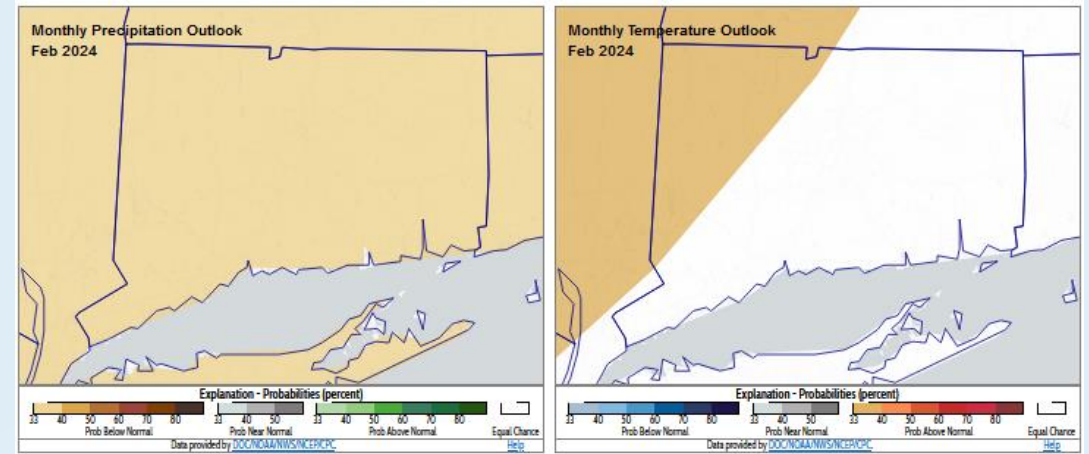 Monthly Precipitation Outlook
Feb 2024
Explanation - Probabilities (percent)
33 40 50 60 70 80 33 40 50 33 40 50 60 70 80
Prob Below Normal Prob Near Normal Prob Above Normal Equal Chance
Data provided by DOC/NOAA/NWS/NCEP/CPC. Help
Monthly Temperature Outlook
Feb 2024
Explanation - Probabilities (percent)
33 40 50 60 70 80 33 40 50 33 40 50 60 70 80
Prob Below Normal Prob Near Normal Prob Above Normal Equal Chance
Data provided by DOC/NOAA/NWS/NCEP/CPC. Help